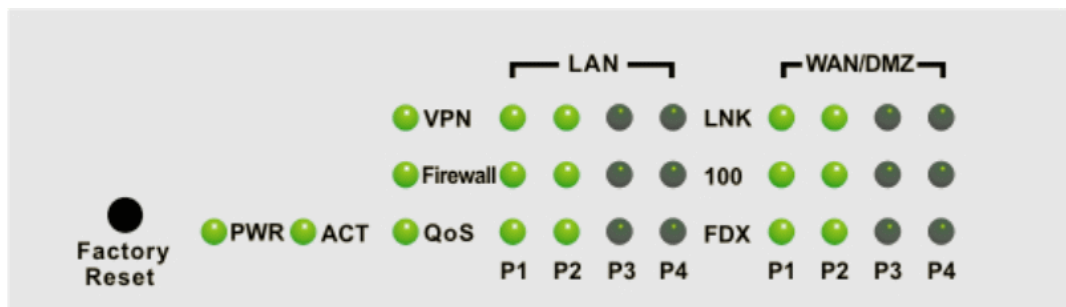 LAN WAN/DMZ
VPN LNK
Firewall 100
PWR ACT QoS FDX
Factory
Reset
P1 P2 P3 P4 P1 P2 P3 P4